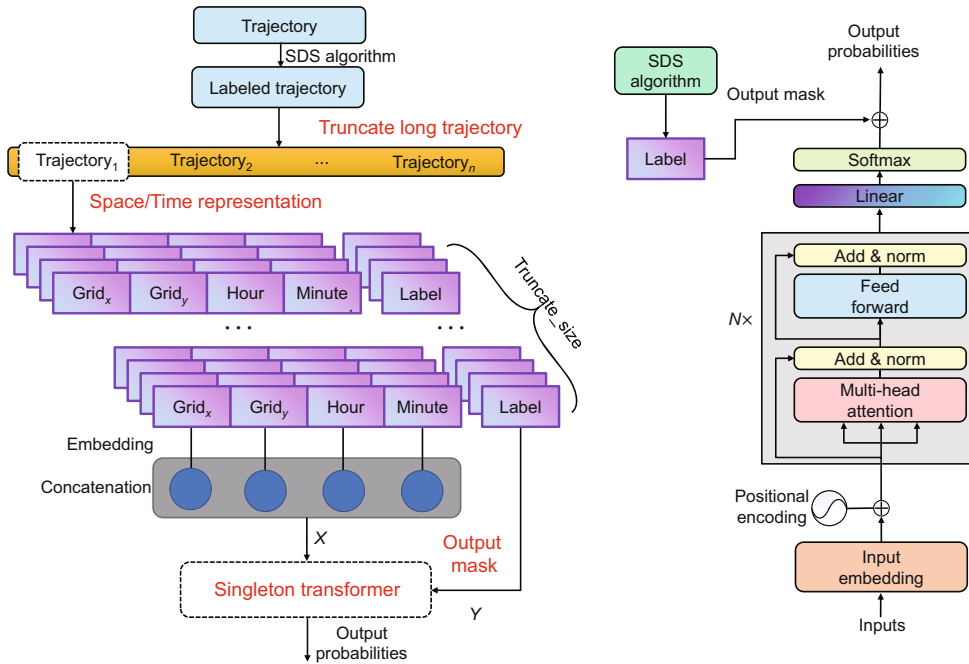 Trajectory
SDS algorithm
Labeled trajectory
Truncate long trajectory
Trajectory₁ Trajectory₂ ... Trajectoryₙ
Space/Time representation
Gridₓ Grid_y Hour Minute Label
Truncate_size
...
...
Gridₓ Grid_y Hour Minute Label
Embedding
Concatenation
X
Output
mask
Singleton transformer
Y
Output
probabilities
Output
probabilities
SDS
algorithm
Output mask
Label
Softmax
Linear
Add & norm
Feed
forward
N×
Add & norm
Multi-head
attention
Positional
encoding
Input
embedding
Inputs